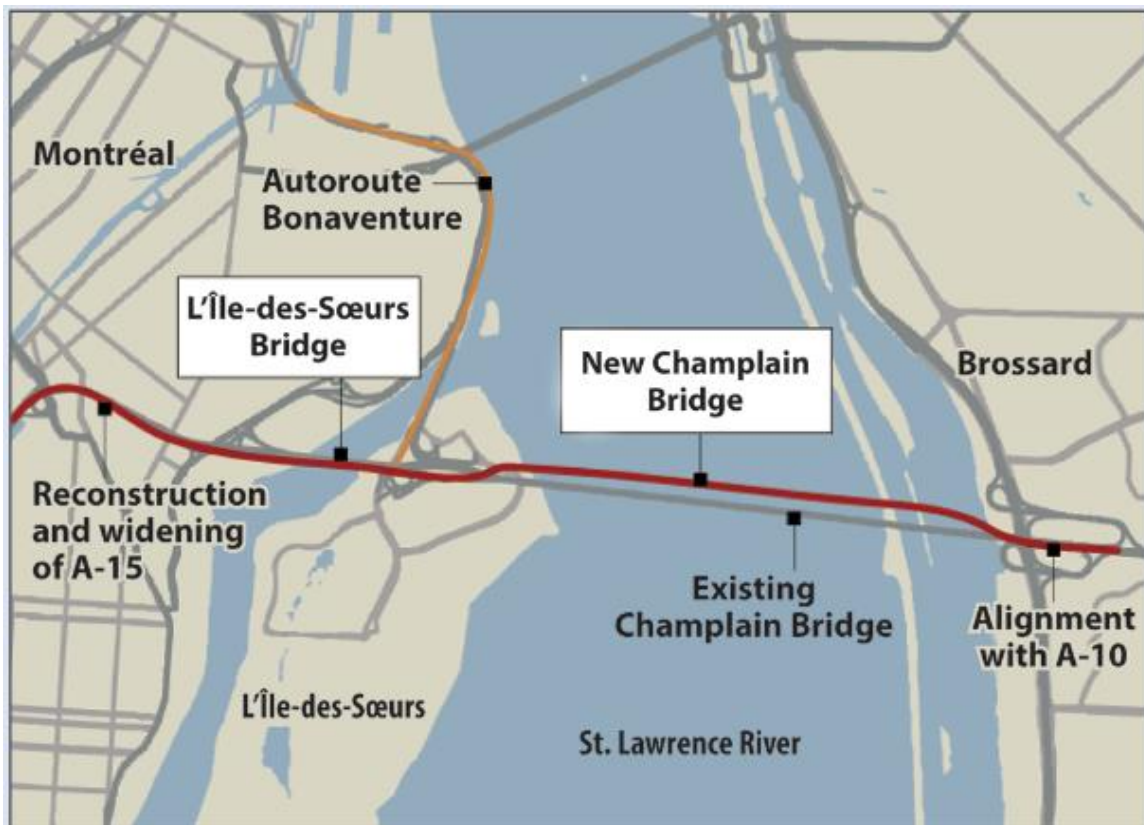 Montréal
Autoroute
Bonaventure
L'Île-des-Sœurs
Bridge
New Champlain
Bridge
Brossard
Reconstruction
and widening
of A-15
Existing
Champlain Bridge
Alignment
with A-10
L'Île-des-Sœurs
St. Lawrence River